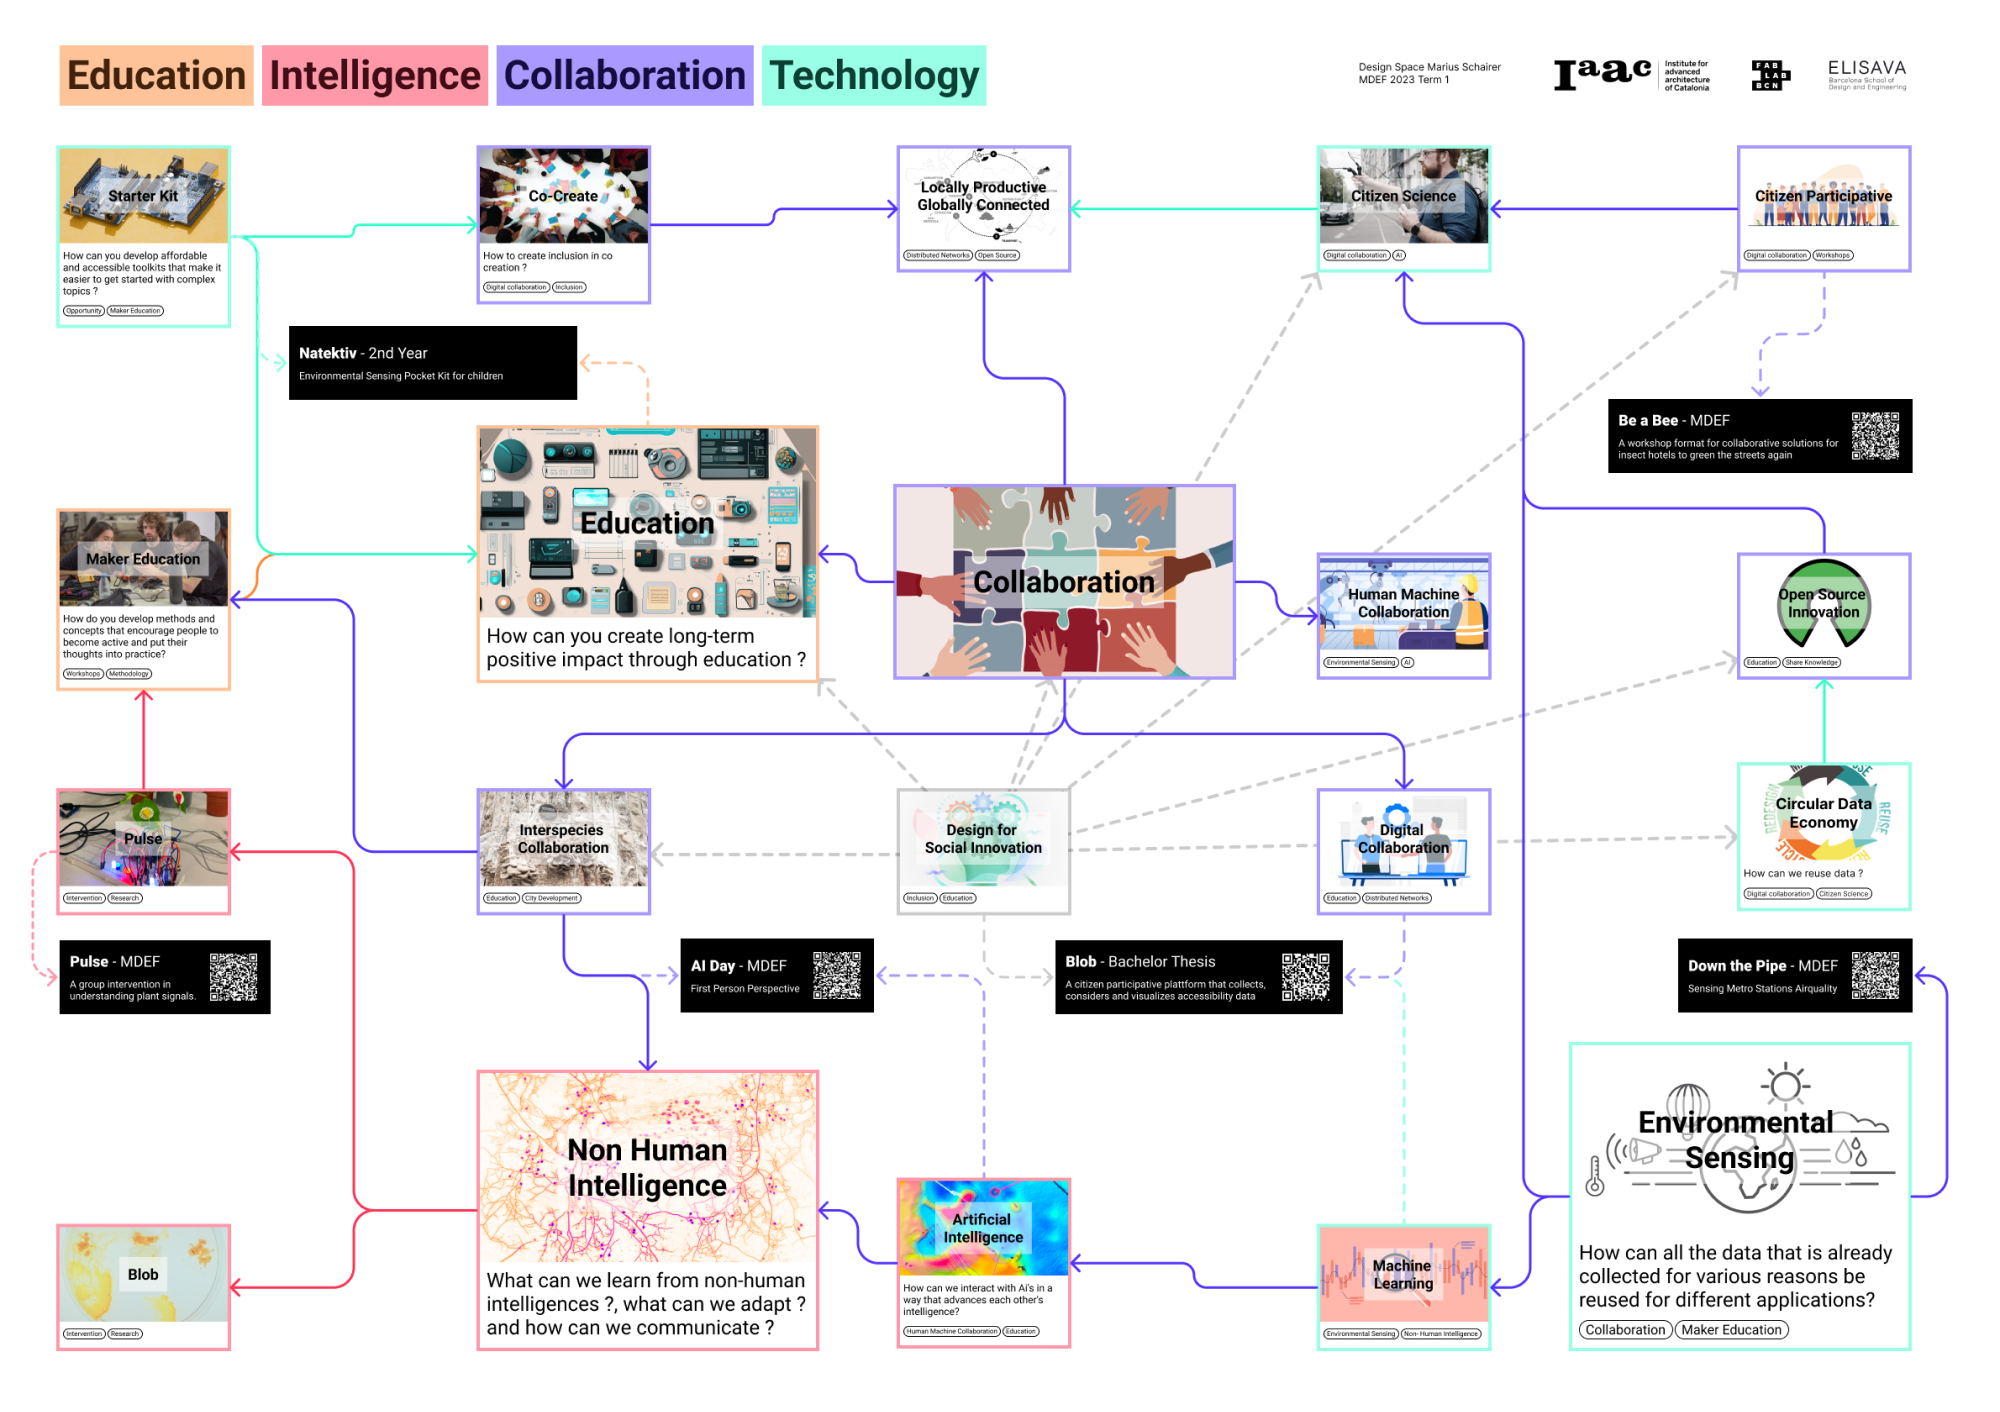 Education Intelligence Collaboration Technology
Design Space Marius Schairer
MDEF 2023 Term 1
Iaac
Institute for
advanced
architecture
of Catalonia
FAB
LAB
BCN
ELISAVA
Barcelona School of
Design and Engineering
Starter Kit
How can you develop affordable
and accessible toolkits that make it
easier to get started with complex
topics ?
Opportunity Maker Education
Co-Create
How to create inclusion in co
creation ?
Digital collaboration Inclusion
Locally Productive
Globally Connected
Distributed Networks Open Source
Citizen Science
Digital collaboration AI
Citizen Participative
Digital collaboration Workshops
Natektiv - 2nd Year
Environmental Sensing Pocket Kit for children
Be a Bee - MDEF
A workshop format for collaborative solutions for
insect hotels to green the streets again
Maker Education
How do you develop methods and
concepts that encourage people to
become active and put their
thoughts into practice?
Workshops Methodology
Education
How can you create long-term
positive impact through education ?
Collaboration
Human Machine
Collaboration
Environmental Sensing AI
Open Source
Innovation
Education Share Knowledge
Pulse
Intervention Research
Interspecies
Collaboration
Education City Development
Design for
Social Innovation
Inclusion Education
Digital
Collaboration
Education Distributed Networks
REDESIGN
REUSE
Circular Data
Economy
How can we reuse data ?
Digital collaboration Citizen Science
Pulse - MDEF
A group intervention in
understanding plant signals.
AI Day - MDEF
First Person Perspective
Blob - Bachelor Thesis
A citizen participative plattform that collects,
considers and visualizes accessibility data
Down the Pipe - MDEF
Sensing Metro Stations Airquality
Non Human
Intelligence
What can we learn from non-human
intelligences ?, what can we adapt ?
and how can we communicate ?
Artificial
Intelligence
How can we interact with Ai's in a
way that advances each other's
intelligence?
Human Machine Collaboration Education
Machine
Learning
Environmental Sensing Non- Human Intelligence
Environmental
Sensing
How can all the data that is already
collected for various reasons be
reused for different applications?
Collaboration Maker Education
Blob
Intervention Research